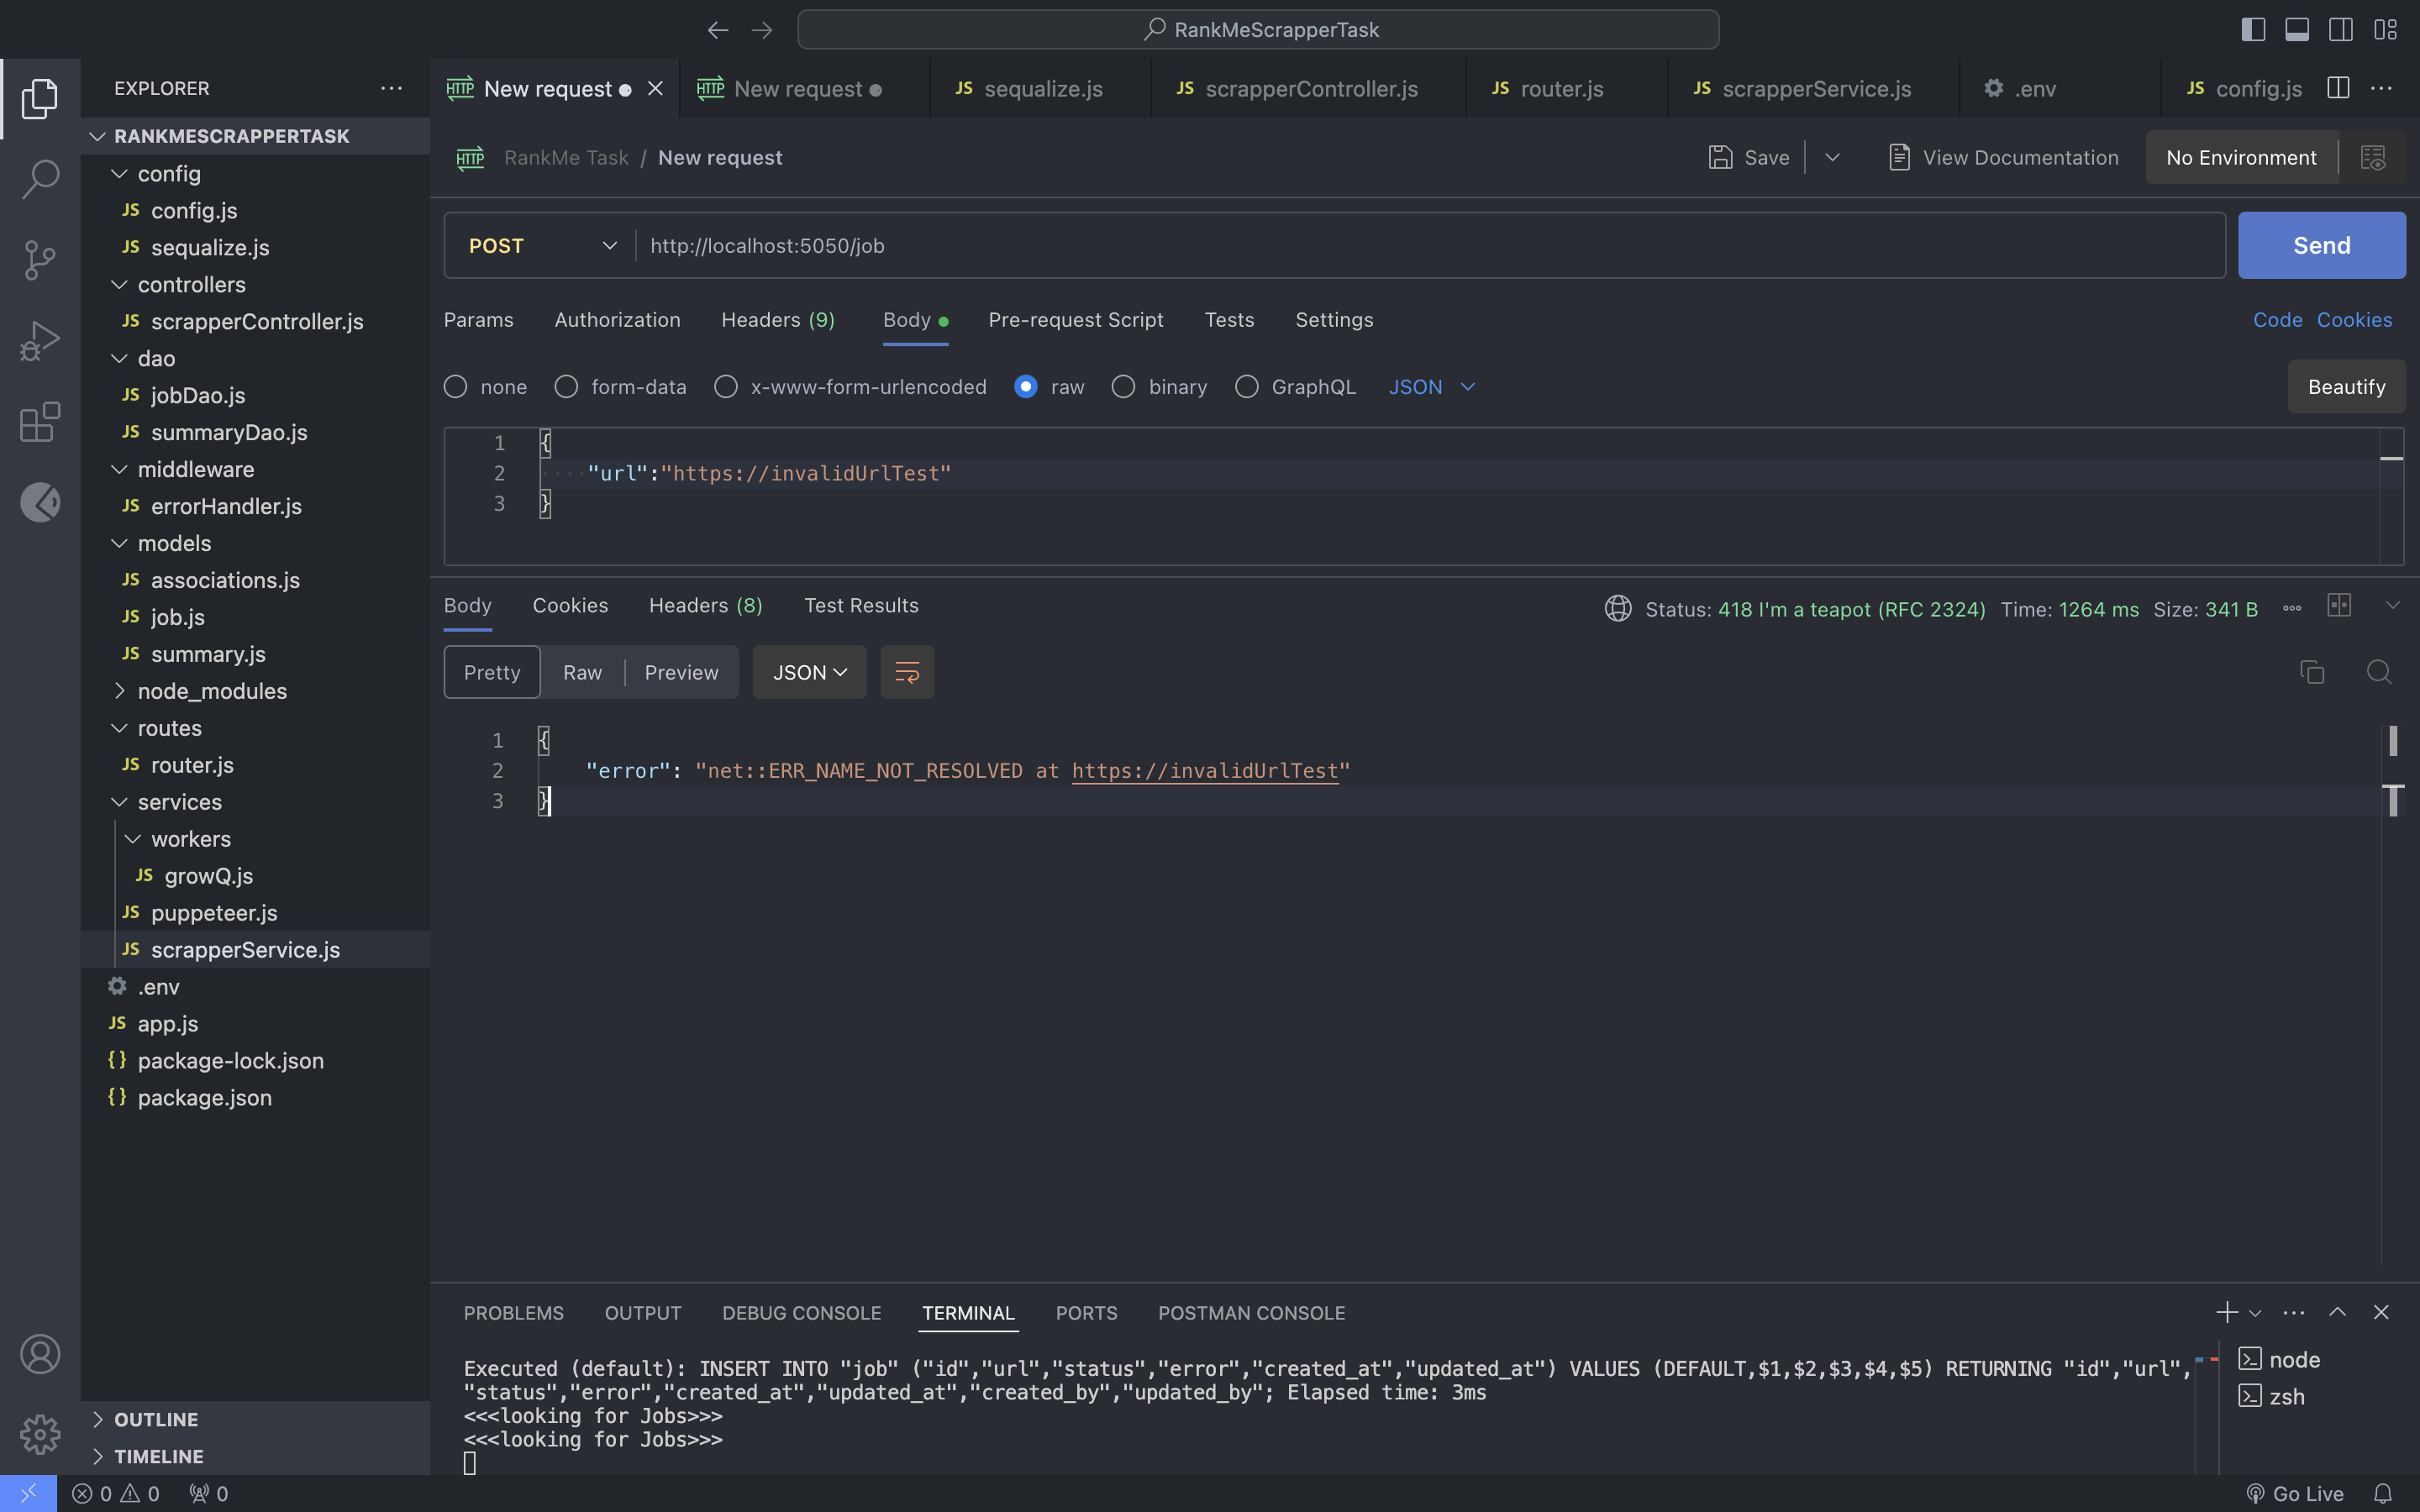 RankMeScrapperTask
EXPLORER
RANKMESCRAPPERTASK
config
JS config.js
JS sequalize.js
controllers
JS scrapperController.js
dao
JS jobDao.js
JS summaryDao.js
middleware
JS errorHandler.js
models
JS associations.js
JS job.js
JS summary.js
node_modules
routes
JS router.js
services
workers
JS growQ.js
JS puppeteer.js
JS scrapperService.js
.env
JS app.js
{} package-lock.json
{} package.json
OUTLINE
TIMELINE
HTTP New request HTTP New request JS sequalize.js JS scrapperController.js JS router.js JS scrapperService.js .env JS config.js
HTTP RankMe Task / New request Save View Documentation No Environment
POST http://localhost:5050/job Send
Params Authorization Headers (9) Body Pre-request Script Tests Settings Code Cookies
none form-data x-www-form-urlencoded raw binary GraphQL JSON Beautify
1 {
2 ····"url":"https://invalidUrlTest"
3 }
Body Cookies Headers (8) Test Results Status: 418 I'm a teapot (RFC 2324) Time: 1264 ms Size: 341 B
Pretty Raw Preview JSON
1 {
2 "error": "net::ERR_NAME_NOT_RESOLVED at https://invalidUrlTest"
3 }
PROBLEMS OUTPUT DEBUG CONSOLE TERMINAL PORTS POSTMAN CONSOLE
Executed (default): INSERT INTO "job" ("id","url","status","error","created_at","updated_at") VALUES (DEFAULT,$1,$2,$3,$4,$5) RETURNING "id","url",
"status","error","created_at","updated_at","created_by","updated_by"; Elapsed time: 3ms
<<<looking for Jobs>>>
<<<looking for Jobs>>>
node
zsh
0 0 0 Go Live